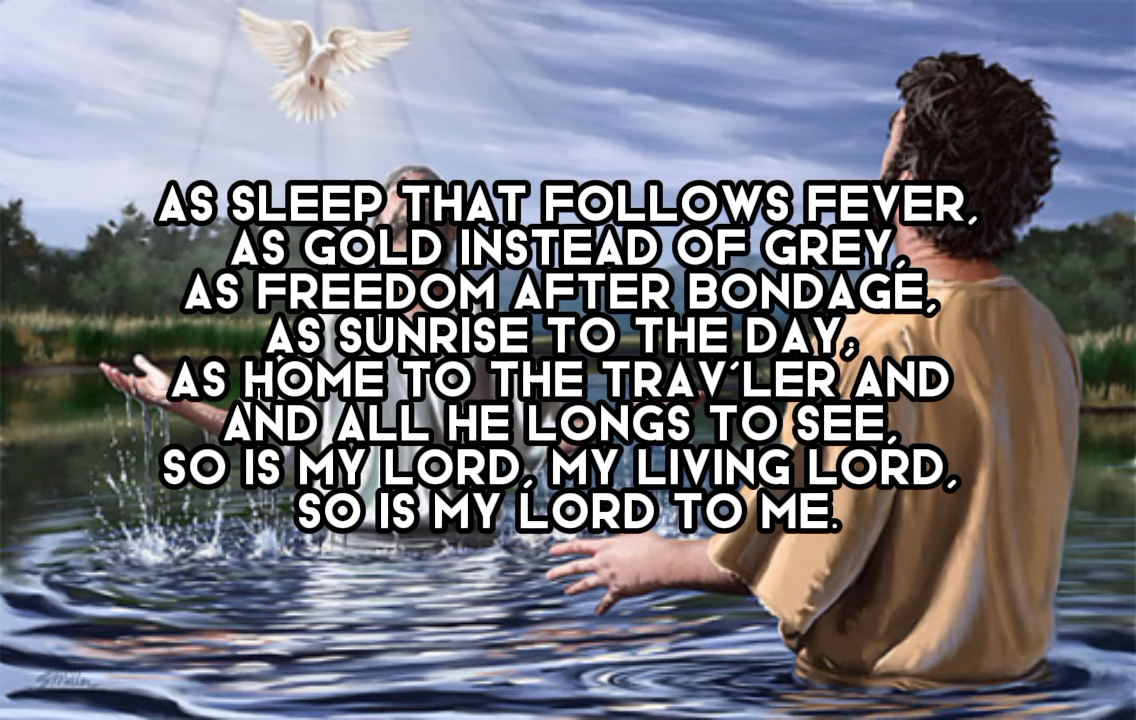 AS SLEEP THAT FOLLOWS FEVER,
AS GOLD INSTEAD OF GREY,
AS FREEDOM AFTER BONDAGE,
AS SUNRISE TO THE DAY;
AS HOME TO THE TRAV'LER AND
AND ALL HE LONGS TO SEE,
SO IS MY LORD, MY LIVING LORD,
SO IS MY LORD TO ME.